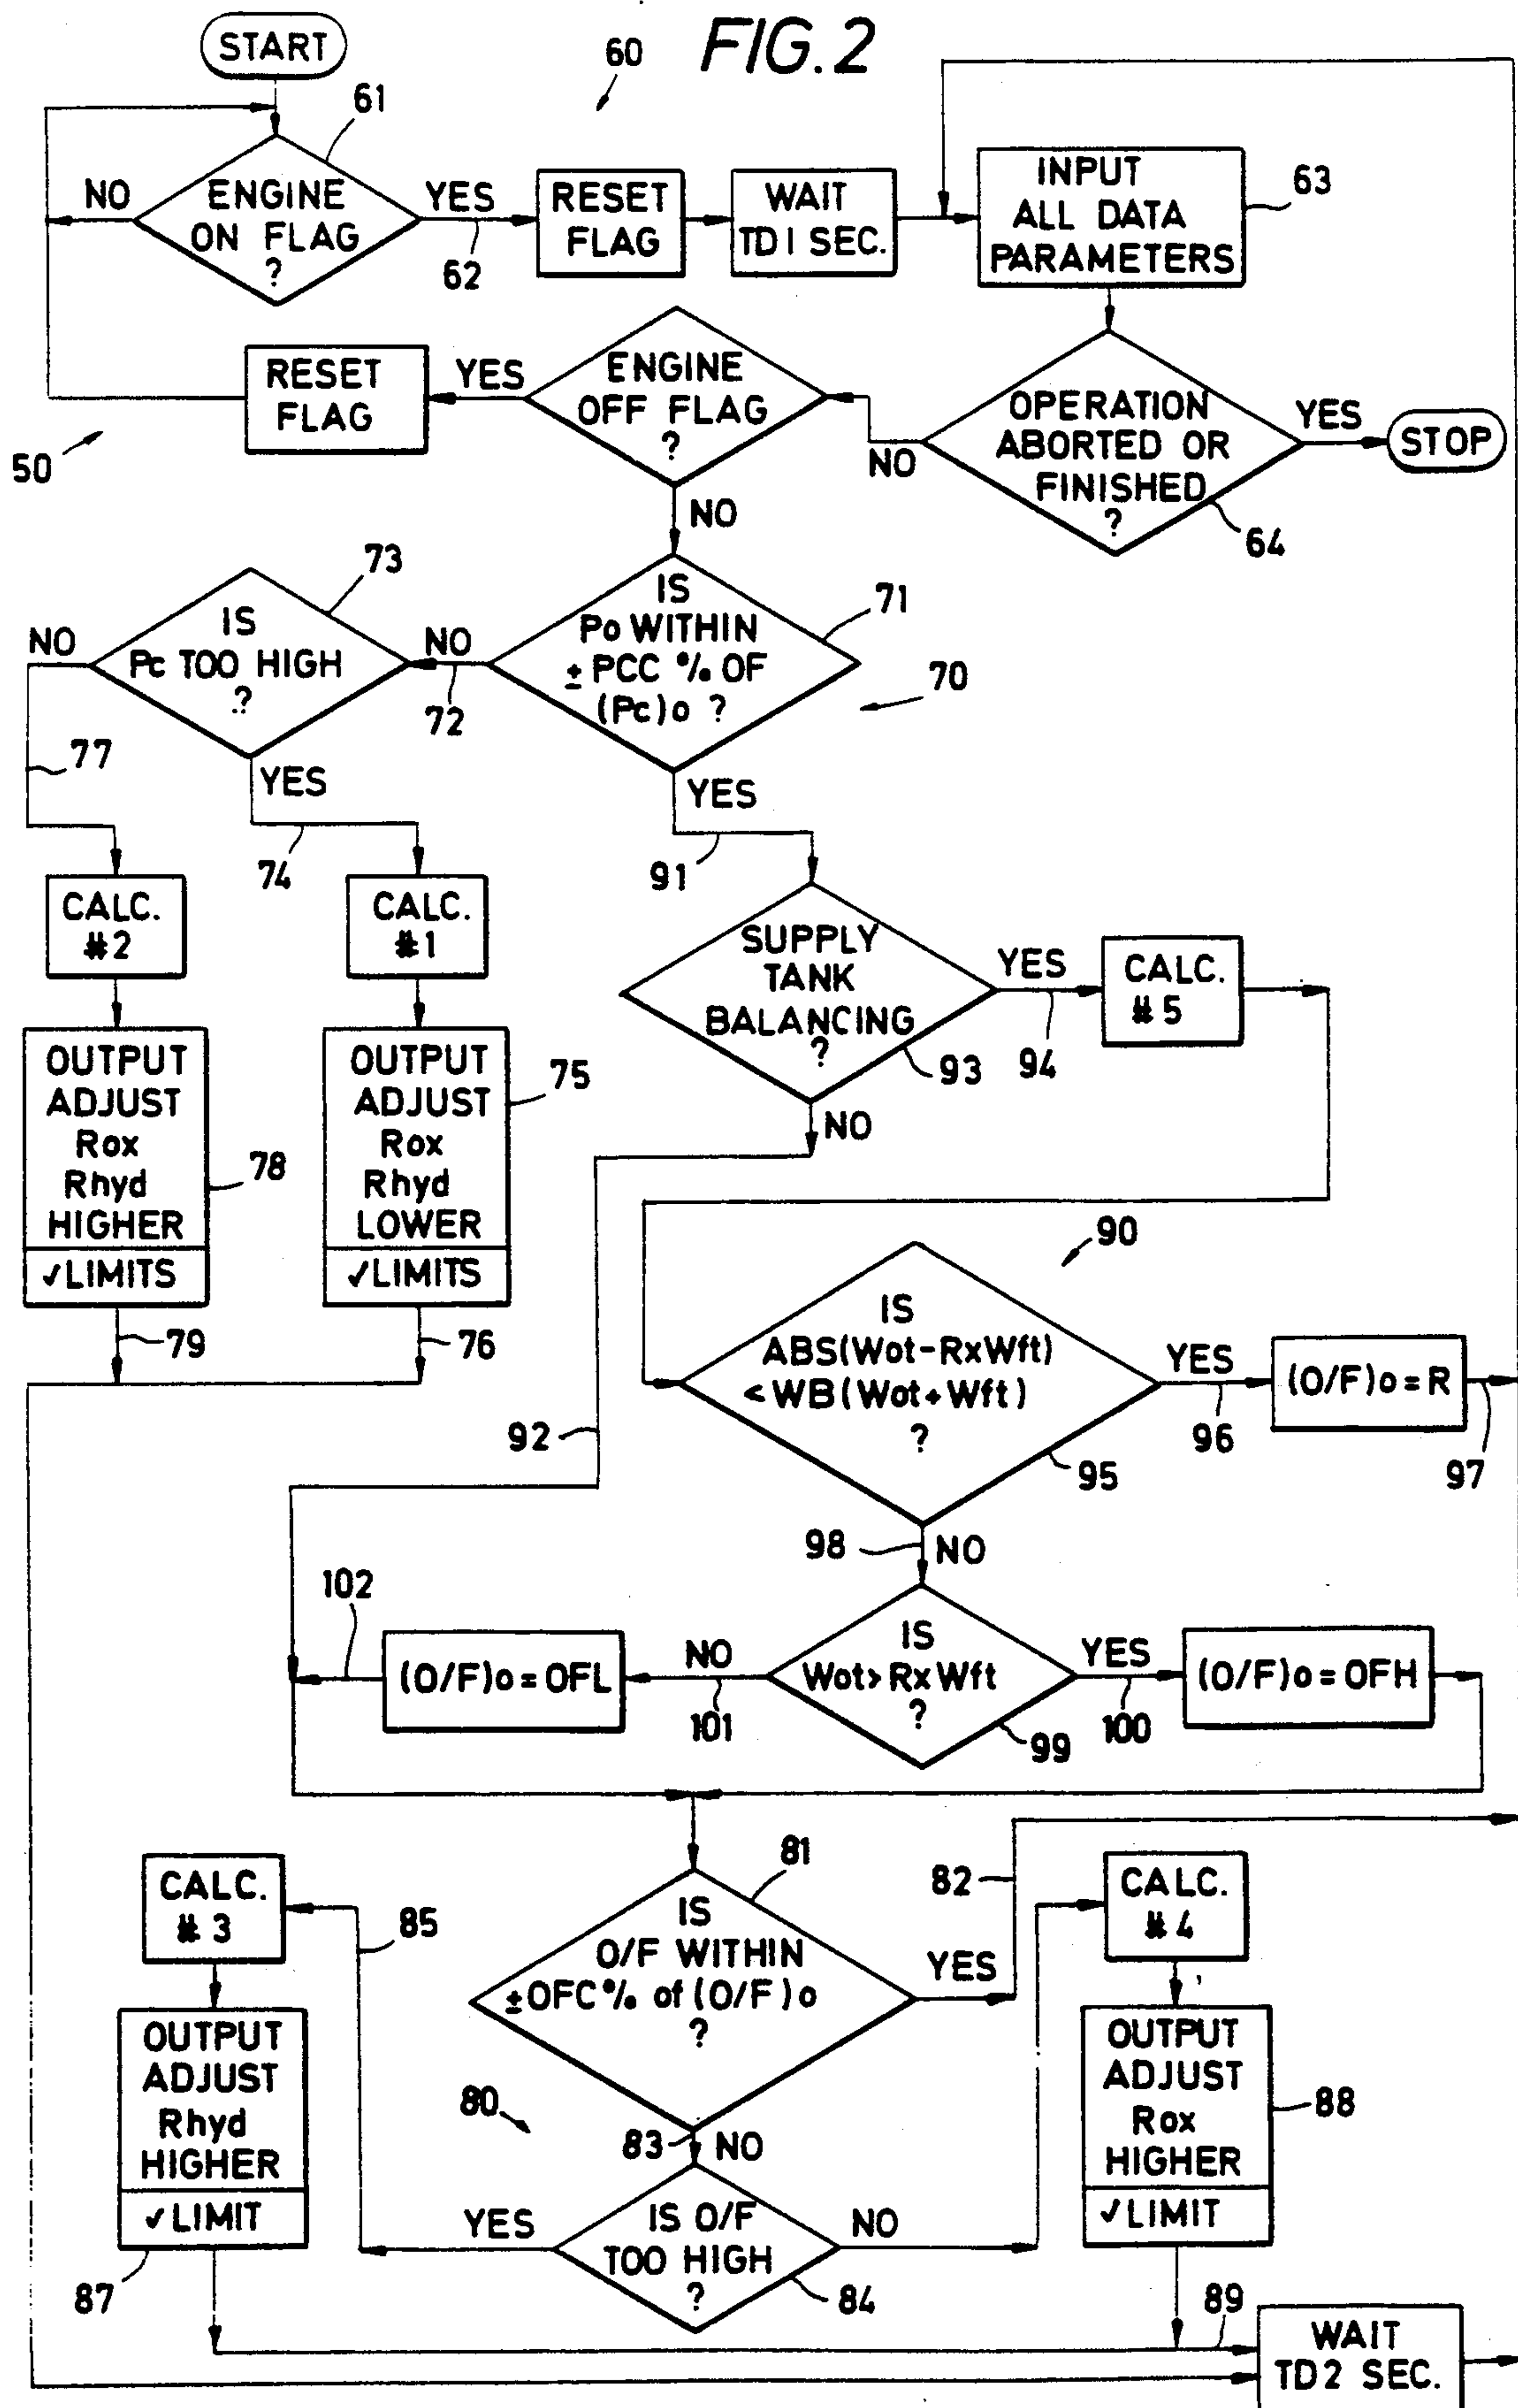 FIG. 2
START
60
61
NO
ENGINE
ON FLAG
?
YES
62
RESET
FLAG
WAIT
TD1 SEC.
INPUT
ALL DATA
PARAMETERS
63
RESET
FLAG
YES
ENGINE
OFF FLAG
?
NO
OPERATION
ABORTED OR
FINISHED
?
YES
STOP
64
50
NO
73
IS
Pc TOO HIGH
?
NO
NO
72
IS
Po WITHIN
± PCC % OF
(Pc)o ?
71
70
77
YES
74
YES
91
CALC.
#2
CALC.
#1
SUPPLY
TANK
BALANCING
?
93
YES
94
CALC.
#5
NO
OUTPUT
ADJUST
Rox
Rhyd
HIGHER
✓LIMITS
78
OUTPUT
ADJUST
Rox
Rhyd
LOWER
✓LIMITS
75
79
76
90
IS
ABS(Wot-RxWft)
<WB(Wot+Wft)
?
95
YES
96
(O/F)o=R
97
92
98
NO
102
(O/F)o=OFL
NO
101
IS
Wot>RxWft
?
99
YES
100
(O/F)o=OFH
CALC.
#3
85
81
IS
O/F WITHIN
±OFC% of (O/F)o
?
YES
82
CALC.
#4
OUTPUT
ADJUST
Rhyd
HIGHER
✓LIMIT
87
80
83
NO
OUTPUT
ADJUST
Rox
HIGHER
✓LIMIT
88
YES
IS O/F
TOO HIGH
?
84
NO
89
WAIT
TD2 SEC.